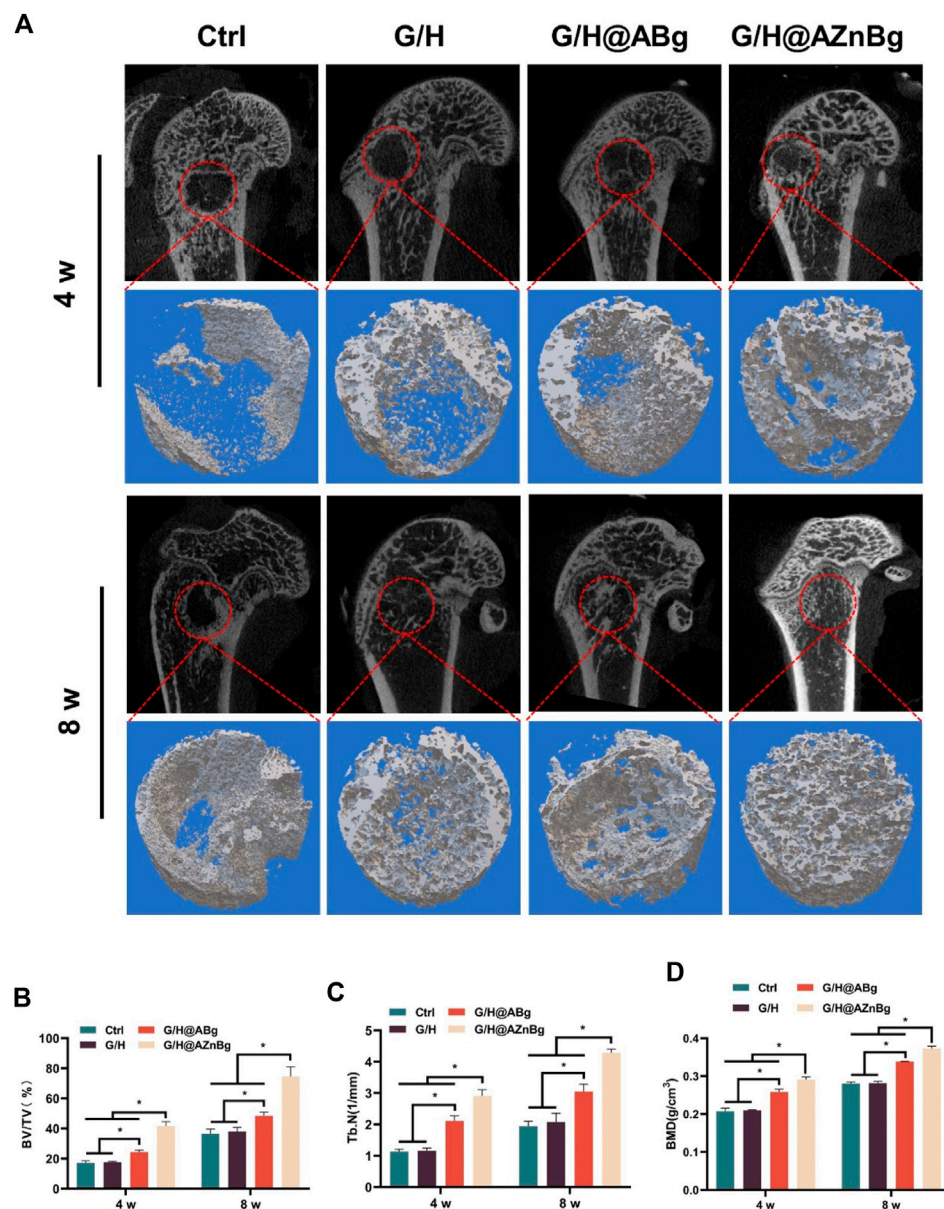 A
Ctrl G/H G/H@ABg G/H@AZnBg
4 w
8 w
B
Ctrl G/H@ABg
G/H G/H@AZnBg
BV/TV( %)
100
80
60
40
20
0
* * * *
4 w 8 w
C
Ctrl G/H@ABg
G/H G/H@AZnBg
Tb.N(1/mm)
5
4
3
2
1
0
* * * *
4 w 8 w
D
Ctrl G/H@ABg
G/H G/H@AZnBg
BMD(g/cm³)
0.4
0.3
0.2
0.1
0.0
* * * *
4 w 8 w